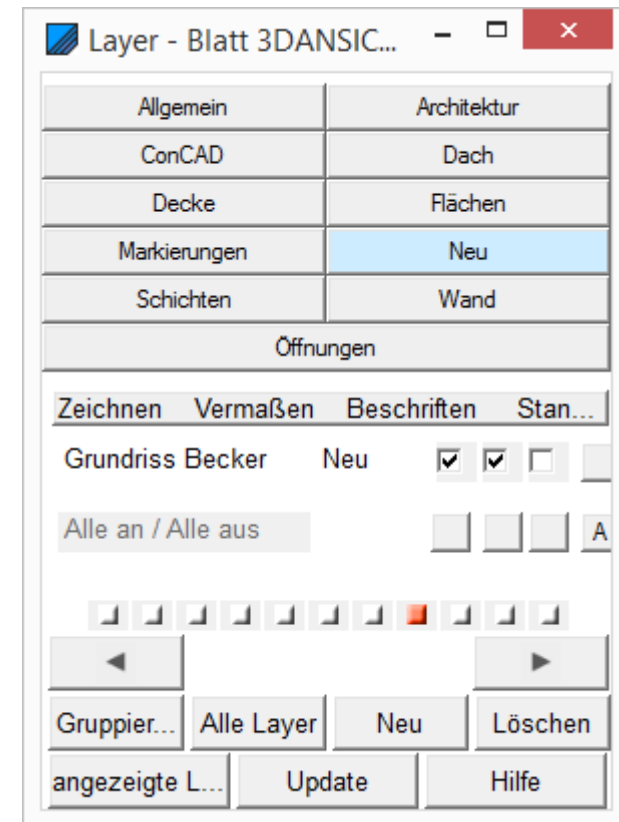 Layer - Blatt 3DANSIC...
Allgemein Architektur
ConCAD Dach
Decke Flächen
Markierungen Neu
Schichten Wand
Öffnungen
Zeichnen Vermaßen Beschriften Stan...
Grundriss Becker Neu
Alle an / Alle aus A
Gruppier... Alle Layer Neu Löschen
angezeigte L... Update Hilfe